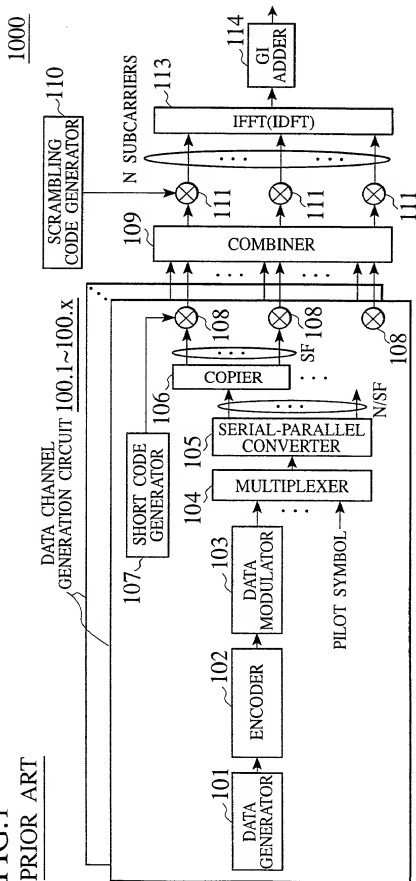 FIG.1
PRIOR ART
1000
DATA CHANNEL
GENERATION CIRCUIT 100.1~100.x
101
DATA
GENERATOR
102
ENCODER
103
DATA
MODULATOR
PILOT SYMBOL
104
MULTIPLEXER
105
SERIAL-PARALLEL
CONVERTER
N/SF
106
COPIER
SF
107
SHORT CODE
GENERATOR
108
108
108
109
COMBINER
110
SCRAMBLING
CODE GENERATOR
111
111
111
N SUBCARRIERS
113
IFFT(IDFT)
114
GI
ADDER